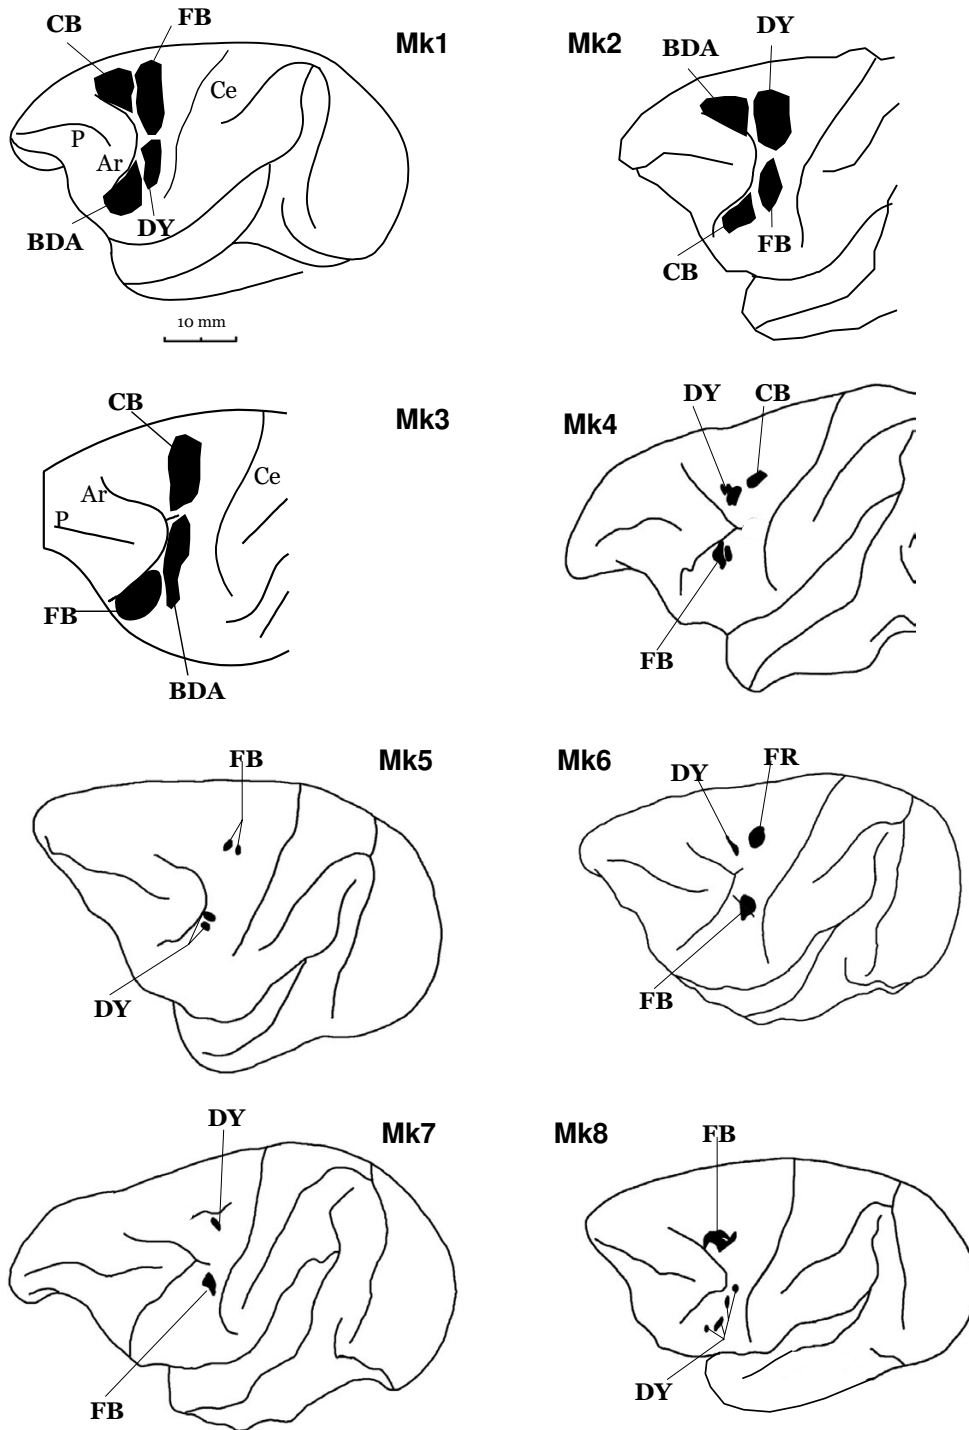 CB FB Mk1
Ce
P
Ar
BDA DY
10 mm
Mk2 BDA DY
CB FB
CB Mk3
Ar Ce
P
FB
BDA
Mk4 DY CB
FB
FB Mk5
DY
Mk6 DY FR
FB
DY Mk7
FB
Mk8 FB
DY